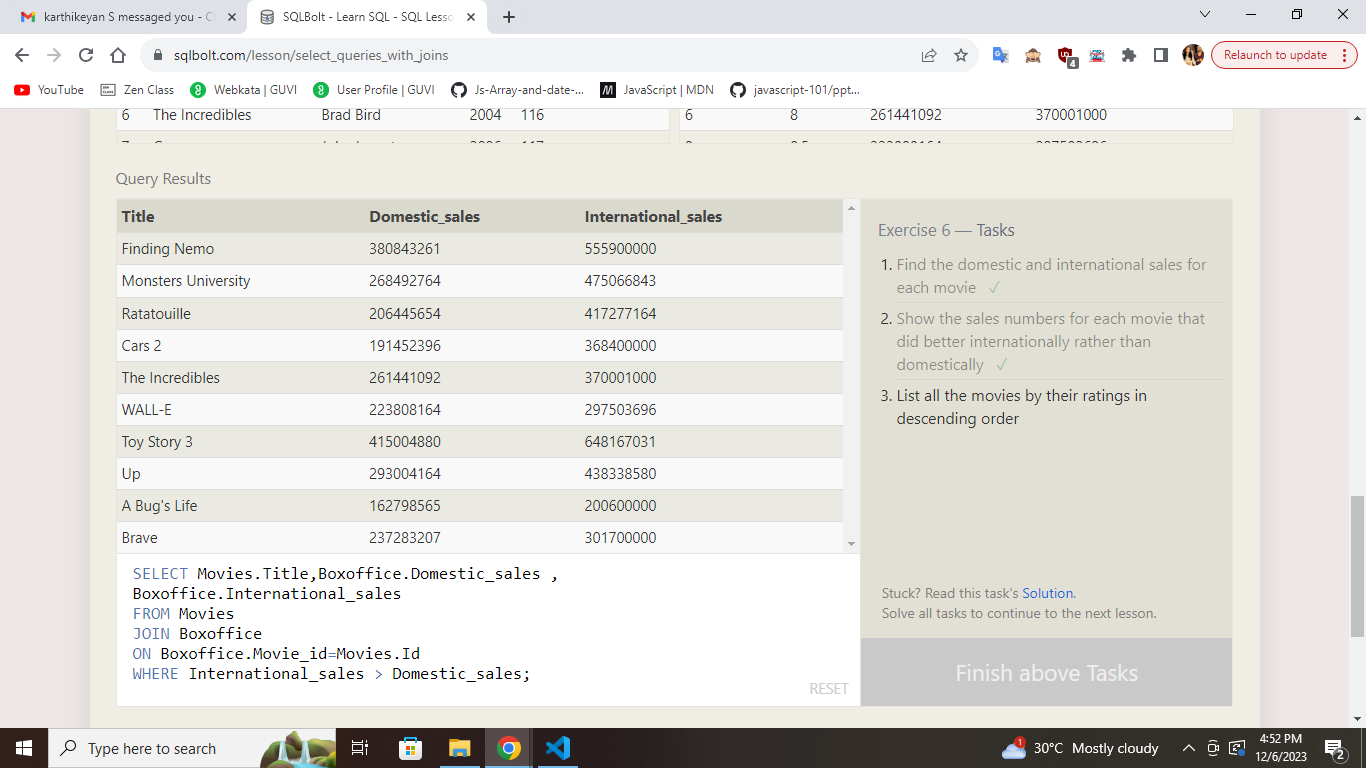 karthikeyan S messaged you - C
SQLBolt - Learn SQL - SQL Lesso
sqlbolt.com/lesson/select_queries_with_joins
4
Relaunch to update
YouTube
Zen Class
Webkata | GUVI
User Profile | GUVI
Js-Array-and-date-...
JavaScript | MDN
javascript-101/ppt...
6 The Incredibles Brad Bird 2004 116
6 8 261441092 370001000
Query Results
Title Domestic_sales International_sales
Finding Nemo 380843261 555900000
Monsters University 268492764 475066843
Ratatouille 206445654 417277164
Cars 2 191452396 368400000
The Incredibles 261441092 370001000
WALL-E 223808164 297503696
Toy Story 3 415004880 648167031
Up 293004164 438338580
A Bug's Life 162798565 200600000
Brave 237283207 301700000
SELECT Movies.Title,Boxoffice.Domestic_sales ,
Boxoffice.International_sales
FROM Movies
JOIN Boxoffice
ON Boxoffice.Movie_id=Movies.Id
WHERE International_sales > Domestic_sales;
RESET
Exercise 6 — Tasks
1. Find the domestic and international sales for
each movie ✓
2. Show the sales numbers for each movie that
did better internationally rather than
domestically ✓
3. List all the movies by their ratings in
descending order
Stuck? Read this task's Solution.
Solve all tasks to continue to the next lesson.
Finish above Tasks
Type here to search
1
30°C Mostly cloudy
4:52 PM
12/6/2023
2